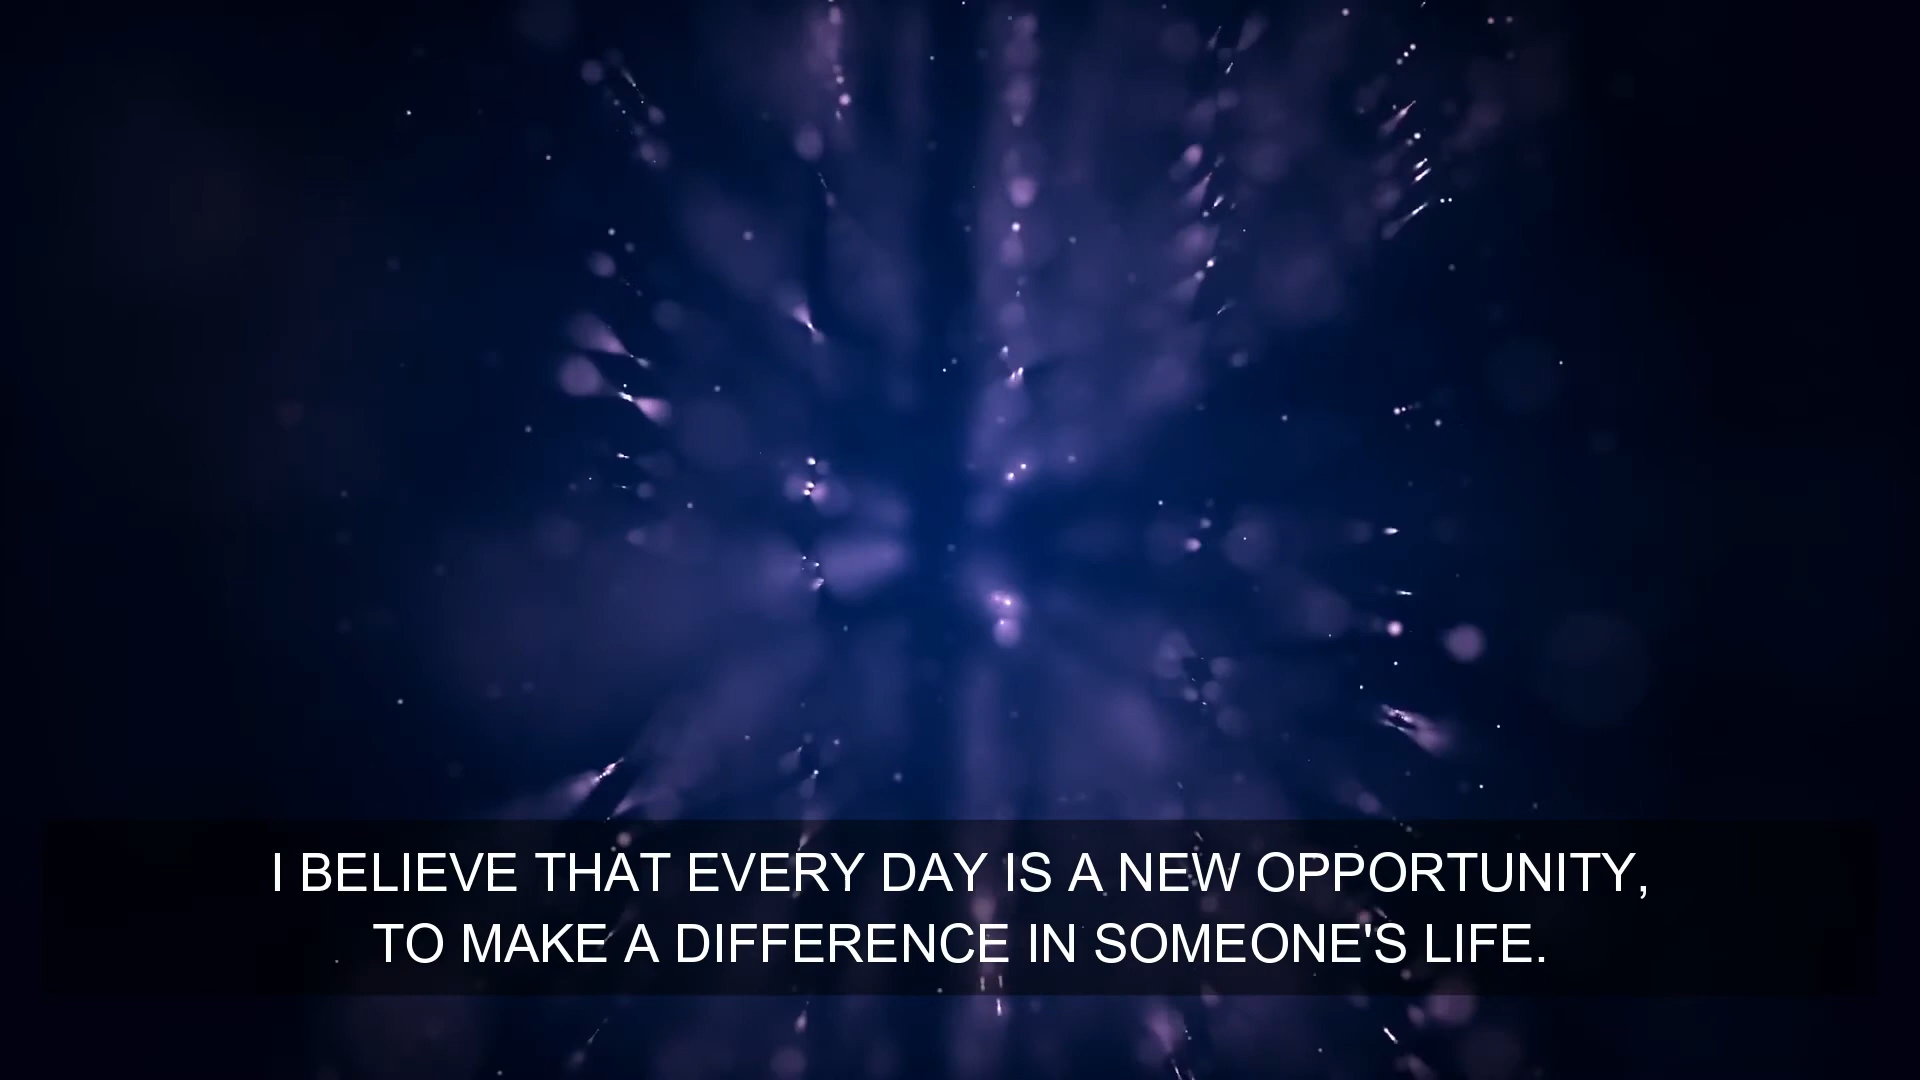 I BELIEVE THAT EVERY DAY IS A NEW OPPORTUNITY,
TO MAKE A DIFFERENCE IN SOMEONE'S LIFE.